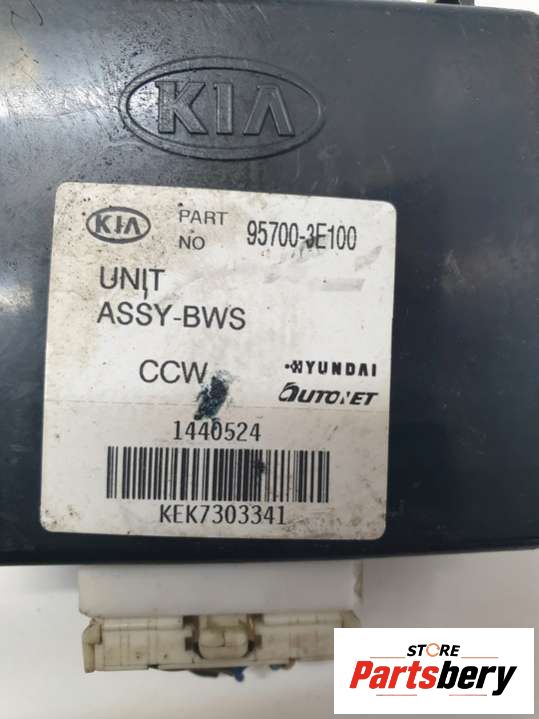 KIA
KIA PART NO 95700-3E100
UNIT
ASSY-BWS
CCW
HYUNDAI
AUTONET
1440524
KEK7303341
STORE
Partsbery